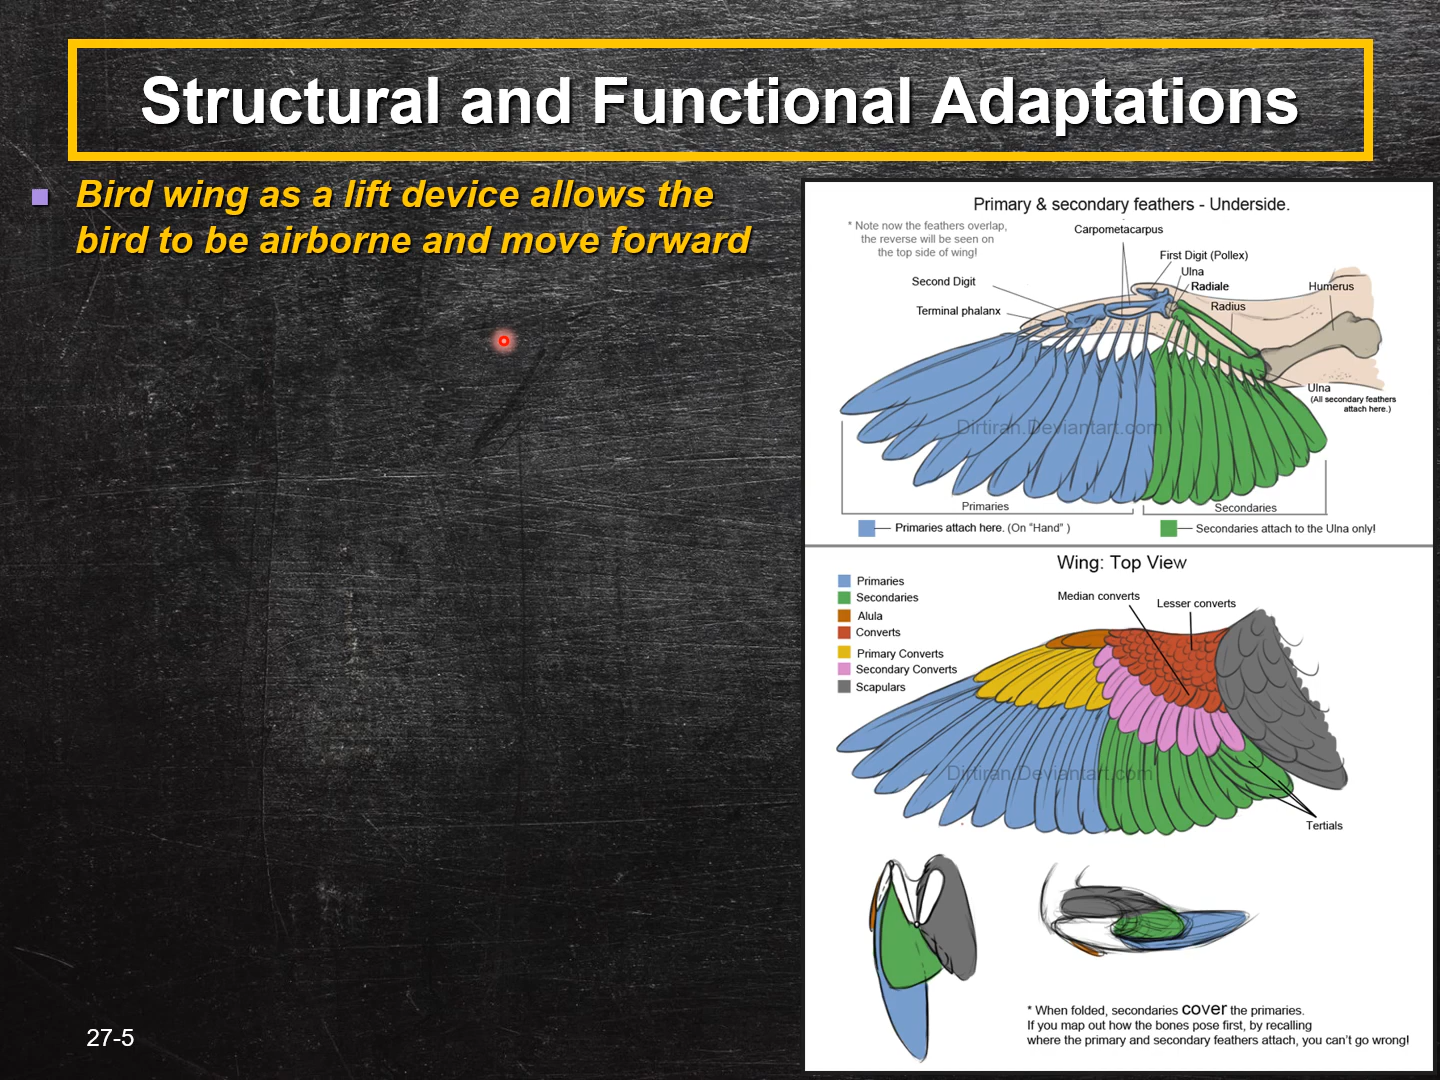 Structural and Functional Adaptations
Bird wing as a lift device allows the
bird to be airborne and move forward
27-5
Primary & secondary feathers - Underside.
* Note now the feathers overlap,
the reverse will be seen on
the top side of wing!
Carpometacarpus
First Digit (Pollex)
Ulna
Radiale
Humerus
Second Digit
Radius
Terminal phalanx
Ulna
(All secondary feathers
attach here.)
Dirtiran.Deviantart.com
Primaries
Secondaries
Primaries attach here. (On "Hand" )
Secondaries attach to the Ulna only!
Wing: Top View
Primaries
Secondaries
Alula
Converts
Primary Converts
Secondary Converts
Scapulars
Median converts
Lesser converts
Dirtiran.Deviantart.com
Tertials
* When folded, secondaries cover the primaries.
If you map out how the bones pose first, by recalling
where the primary and secondary feathers attach, you can't go wrong!